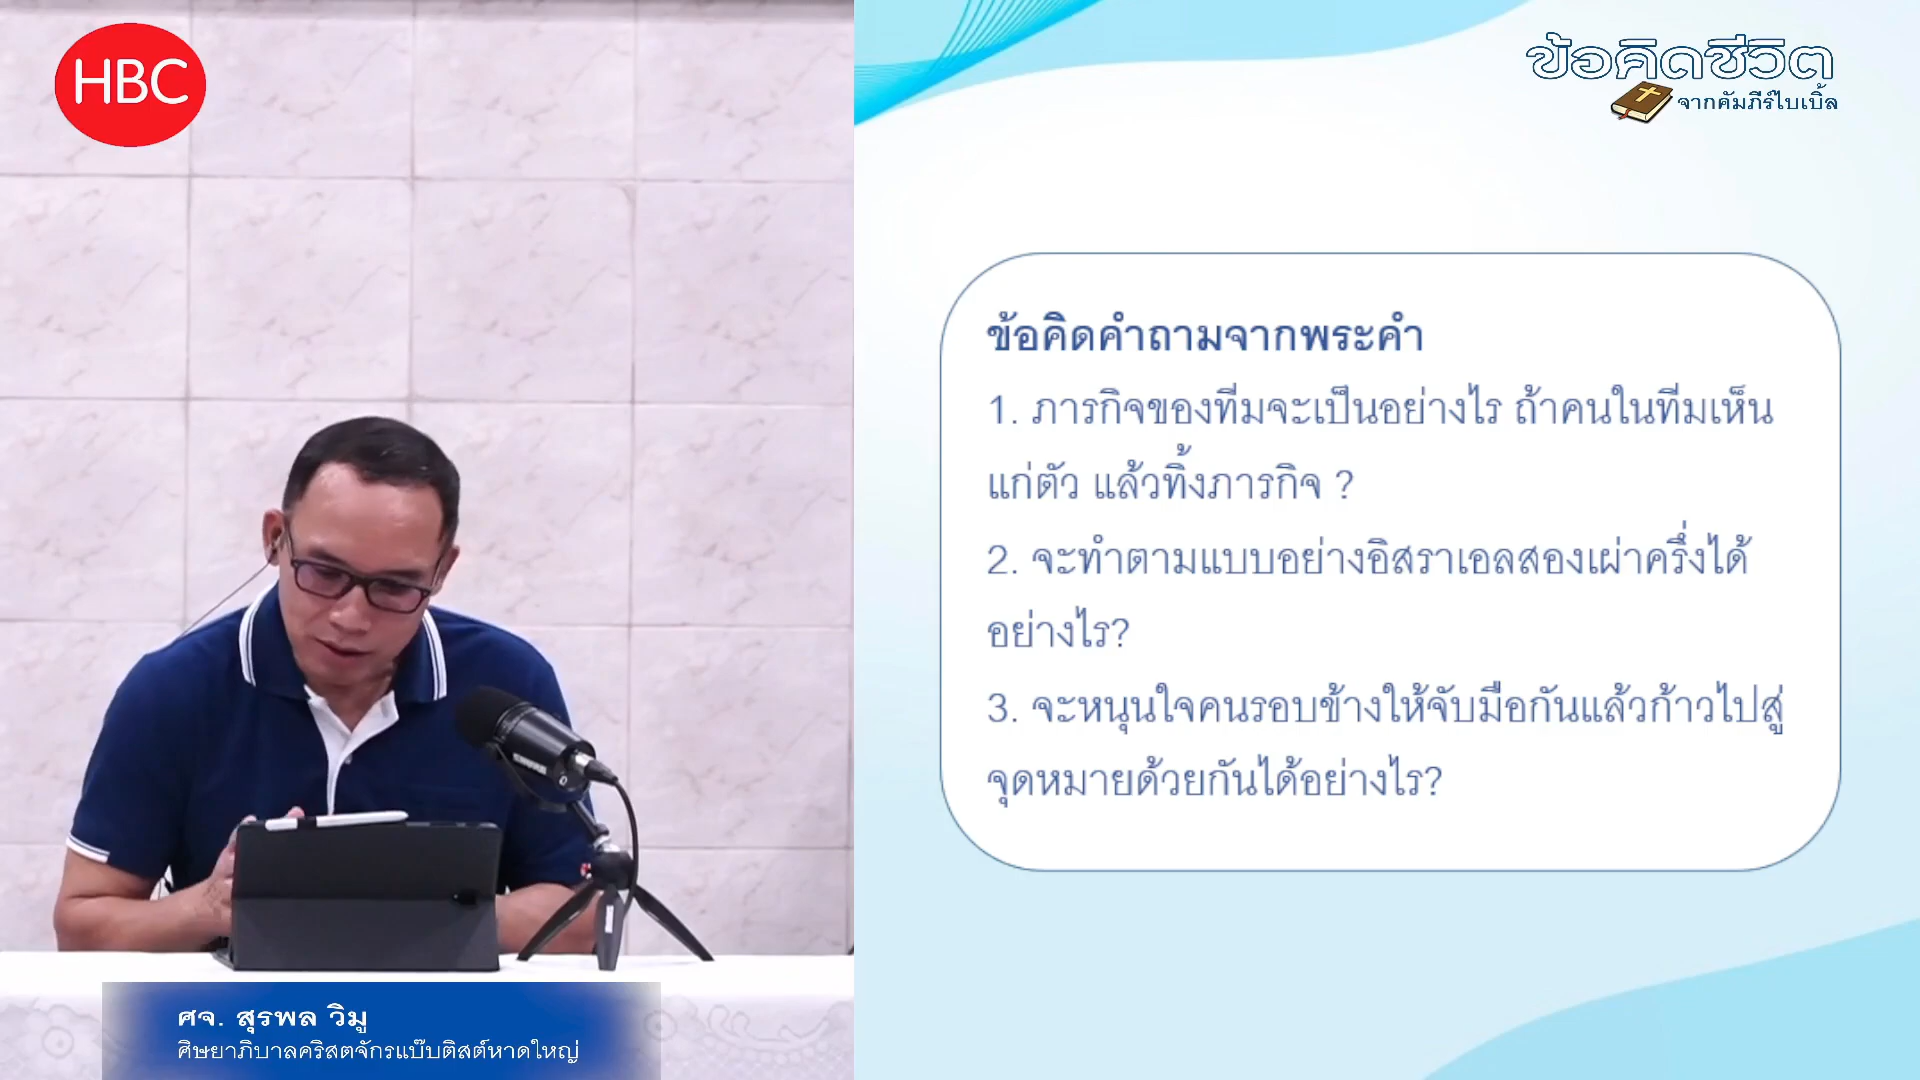 HBC
ข้อคิดชีวิต
จากคัมภีร์ไบเบิ้ล
ข้อคิดคำถามจากพระคำ
1. ภารกิจของทีมจะเป็นอย่างไร ถ้าคนในทีมเห็น
แก่ตัว แล้วทิ้งภารกิจ ?
2. จะทำตามแบบอย่างอิสราเอลสองเผ่าครึ่งได้
อย่างไร?
3. จะหนุนใจคนรอบข้างให้จับมือกันแล้วก้าวไปสู่
จุดหมายด้วยกันได้อย่างไร?
ศจ. สุรพล วิมู
ศิษยาภิบาลคริสตจักรแบ๊บติสต์หาดใหญ่